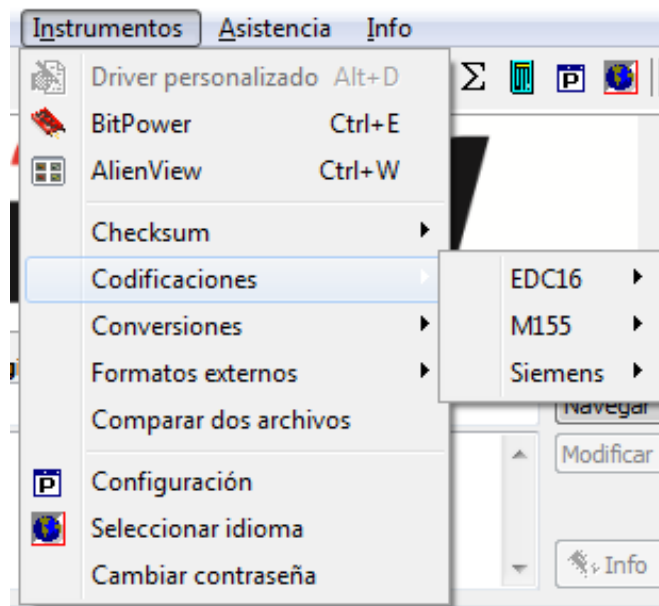 Instrumentos Asistencia Info
Driver personalizado Alt+D
BitPower Ctrl+E
AlienView Ctrl+W
Checksum
Codificaciones
Conversiones
Formatos externos
Comparar dos archivos
Configuración
Seleccionar idioma
Cambiar contraseña
EDC16
M155
Siemens
Navegar
Modificar
Info